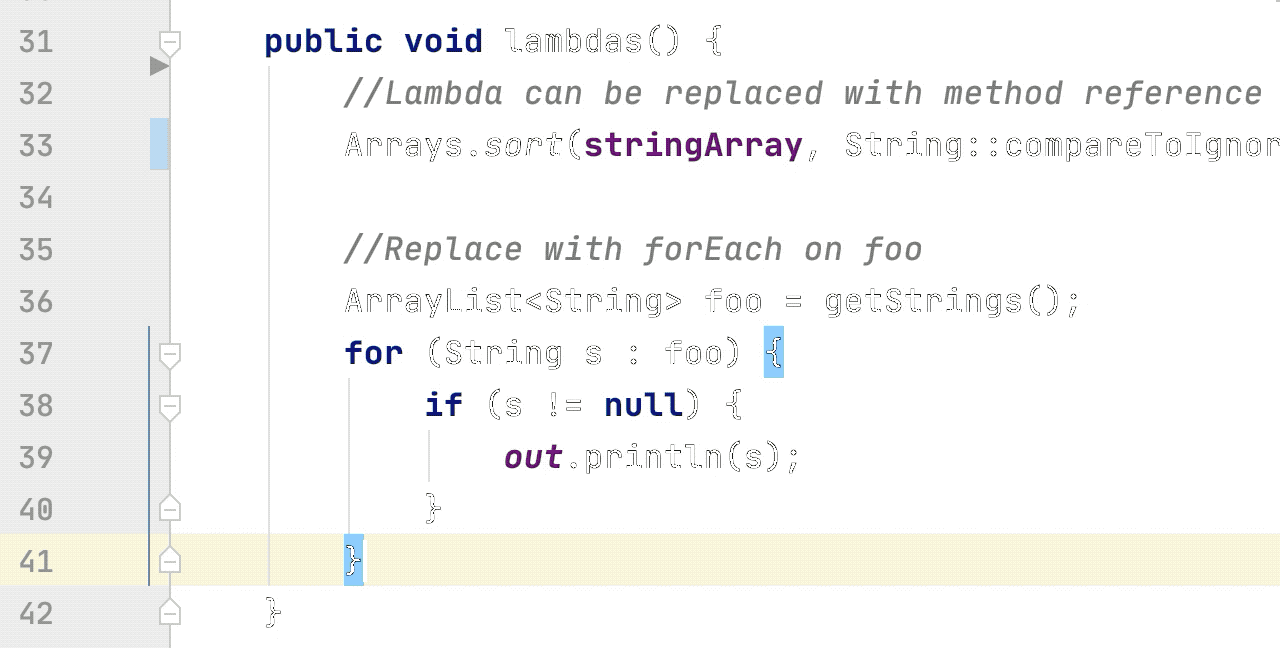 31 public void lambdas() {
32 //Lambda can be replaced with method reference
33 Arrays.sort(stringArray, String::compareToIgnor
34
35 //Replace with forEach on foo
36 ArrayList<String> foo = getStrings();
37 for (String s : foo) {
38 if (s != null) {
39 out.println(s);
40 }
41 }
42 }